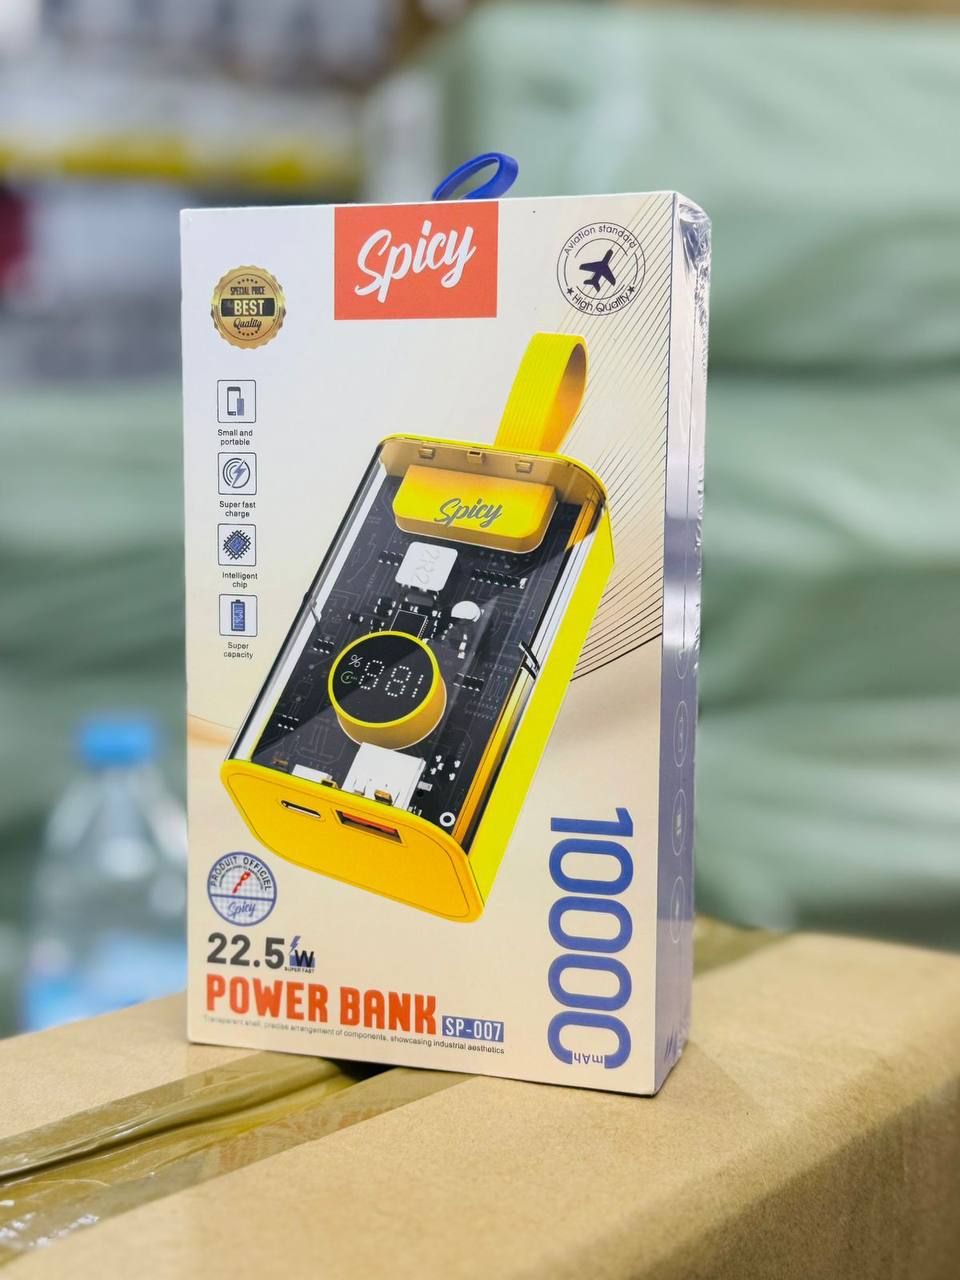 Spicy
Aviation standard
High Quality
SPECIAL PRICE
BEST
Quality
Small and
portable
Super fast
charge
Intelligent
chip
Super
capacity
Spicy
2R2
%
188
PRODUIT OFFICIEL
Spicy
22.5W
SUPER FAST
POWER BANK
SP-007
Transparent shell, precise arrangement of components, showcasing industrial aesthetics
10000
mAh